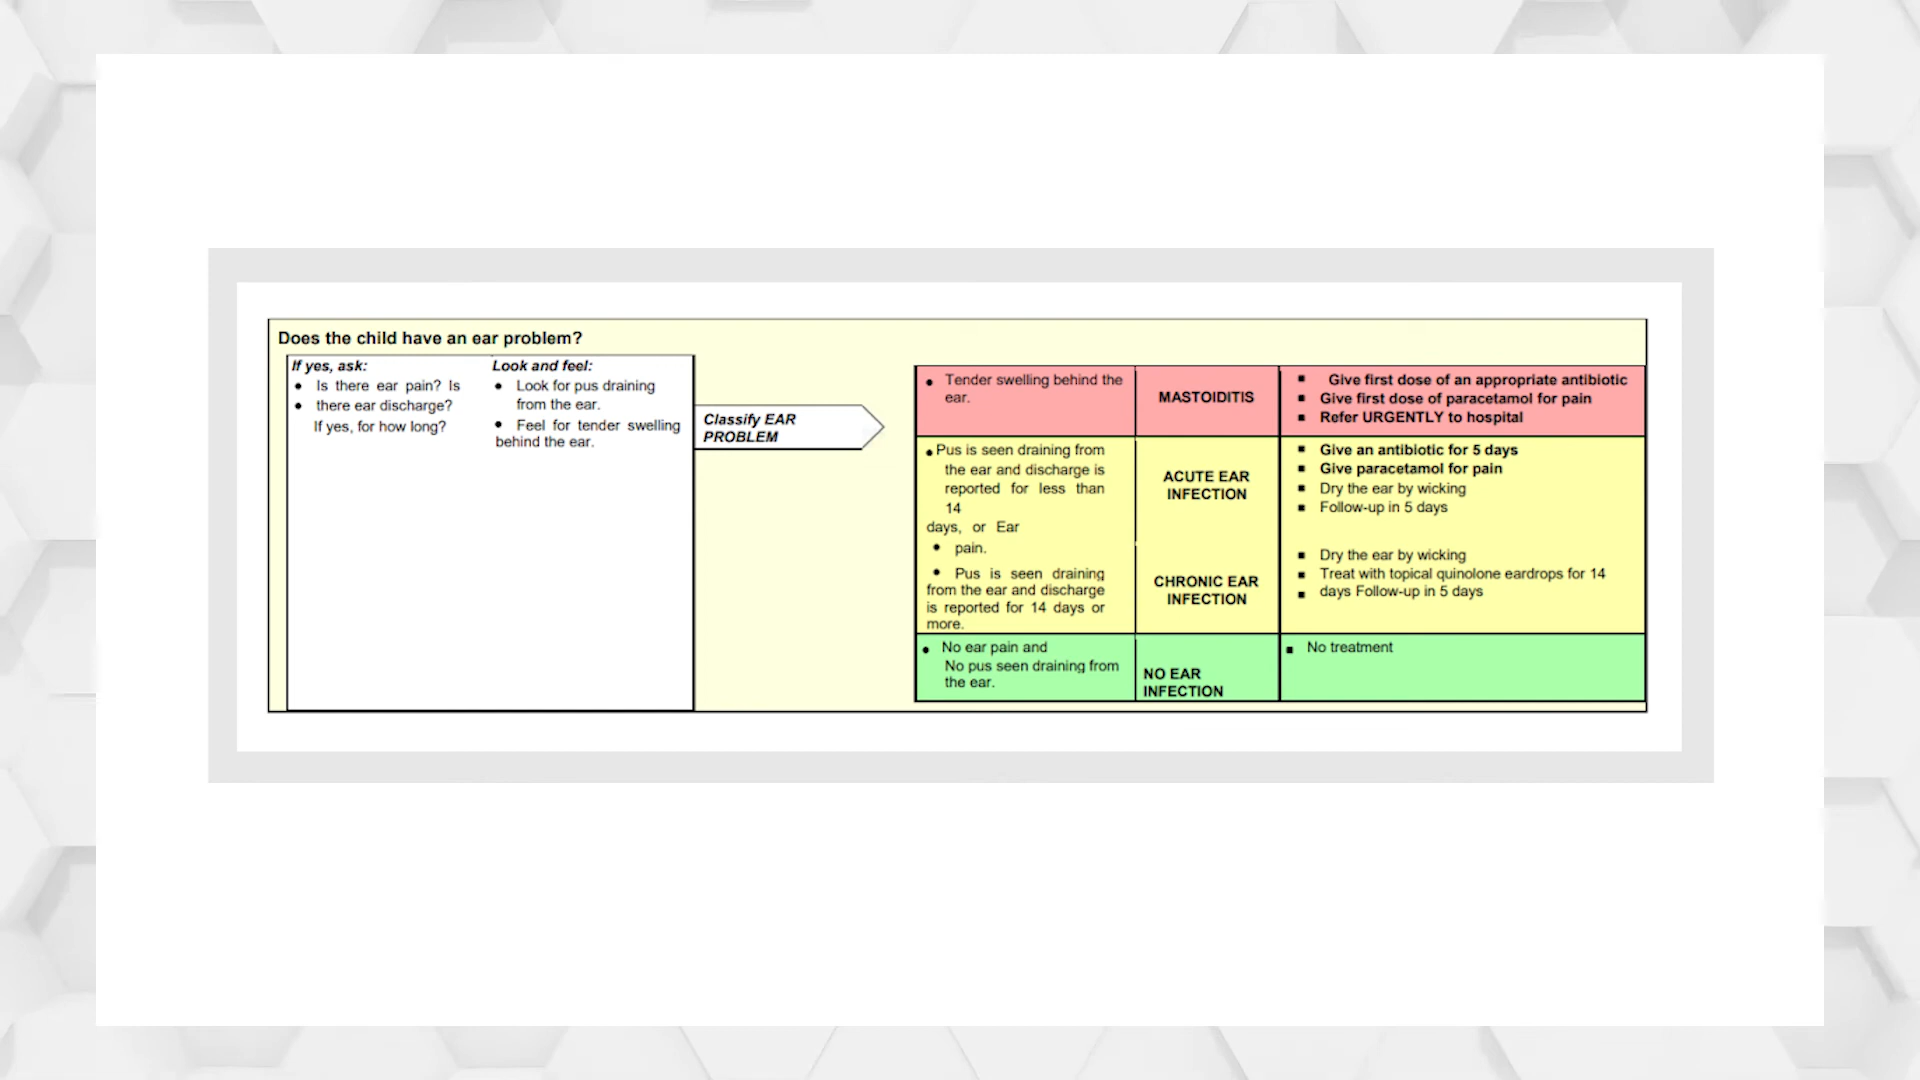 Does the child have an ear problem?
If yes, ask:
• Is there ear pain? Is
• there ear discharge?
If yes, for how long?
Look and feel:
• Look for pus draining
from the ear.
• Feel for tender swelling
behind the ear.
Classify EAR
PROBLEM
• Tender swelling behind the
ear.
MASTOIDITIS
▪ Give first dose of an appropriate antibiotic
▪ Give first dose of paracetamol for pain
▪ Refer URGENTLY to hospital
• Pus is seen draining from
the ear and discharge is
reported for less than
14
days, or Ear
• pain.
ACUTE EAR
INFECTION
▪ Give an antibiotic for 5 days
▪ Give paracetamol for pain
▪ Dry the ear by wicking
▪ Follow-up in 5 days
• Pus is seen draining
from the ear and discharge
is reported for 14 days or
more.
CHRONIC EAR
INFECTION
▪ Dry the ear by wicking
▪ Treat with topical quinolone eardrops for 14
▪ days Follow-up in 5 days
• No ear pain and
No pus seen draining from
the ear.
NO EAR
INFECTION
▪ No treatment